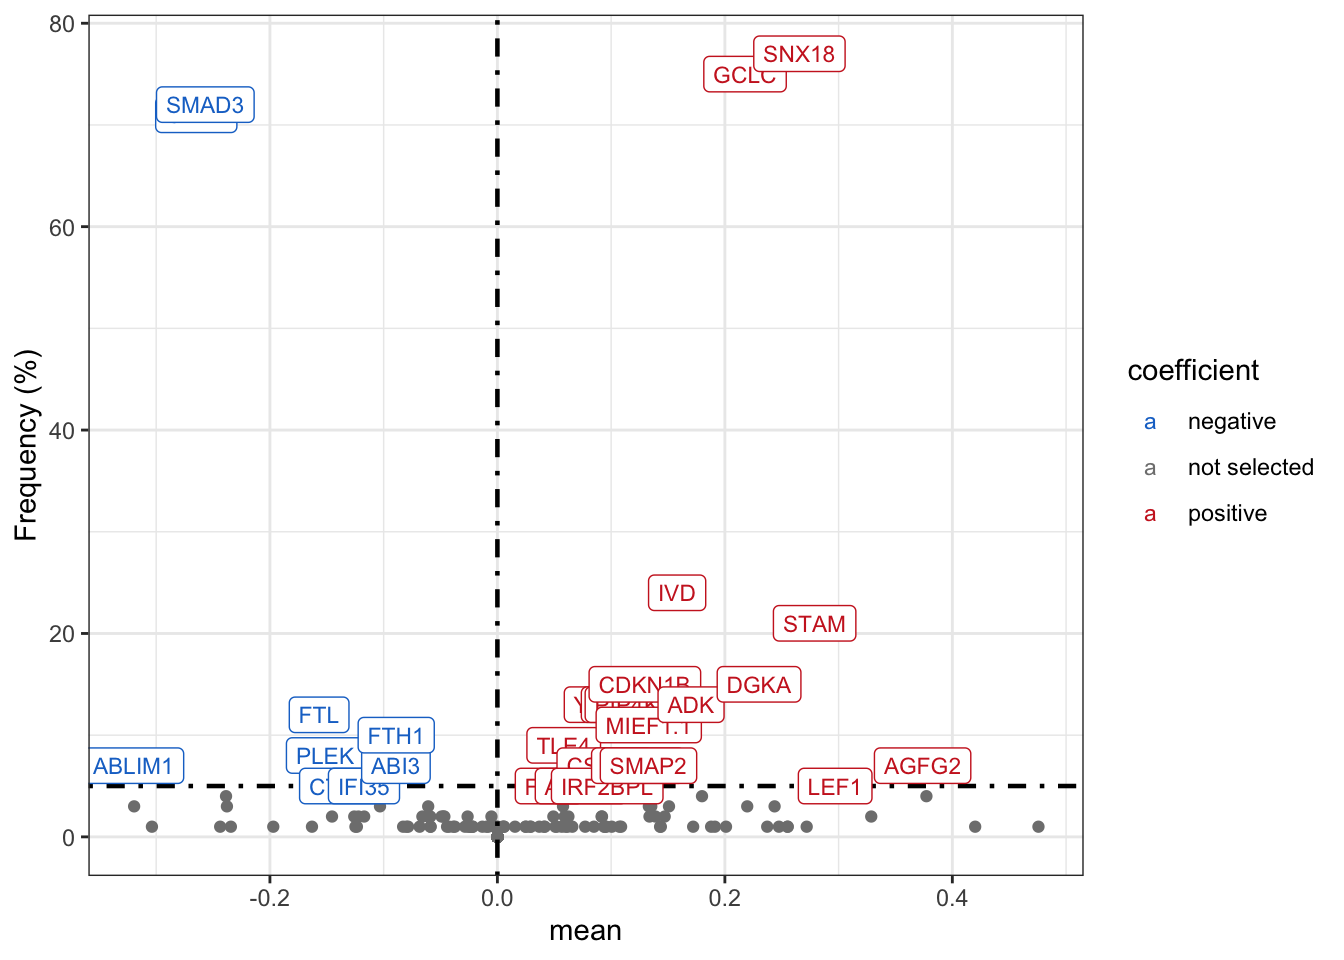 80
60
40
20
0
Frequency (%)
SNX18
GCLC
SMAD3
IVD
STAM
CDKN1B
DGKA
ADK
FTL
MIEF1.1
FTH1
TLE4
PLEK
ABLIM1
ABI3
SMAP2
AGFG2
IFI35
IRF2BPL
LEF1
-0.2
0.0
0.2
0.4
mean
coefficient
a negative
a not selected
a positive